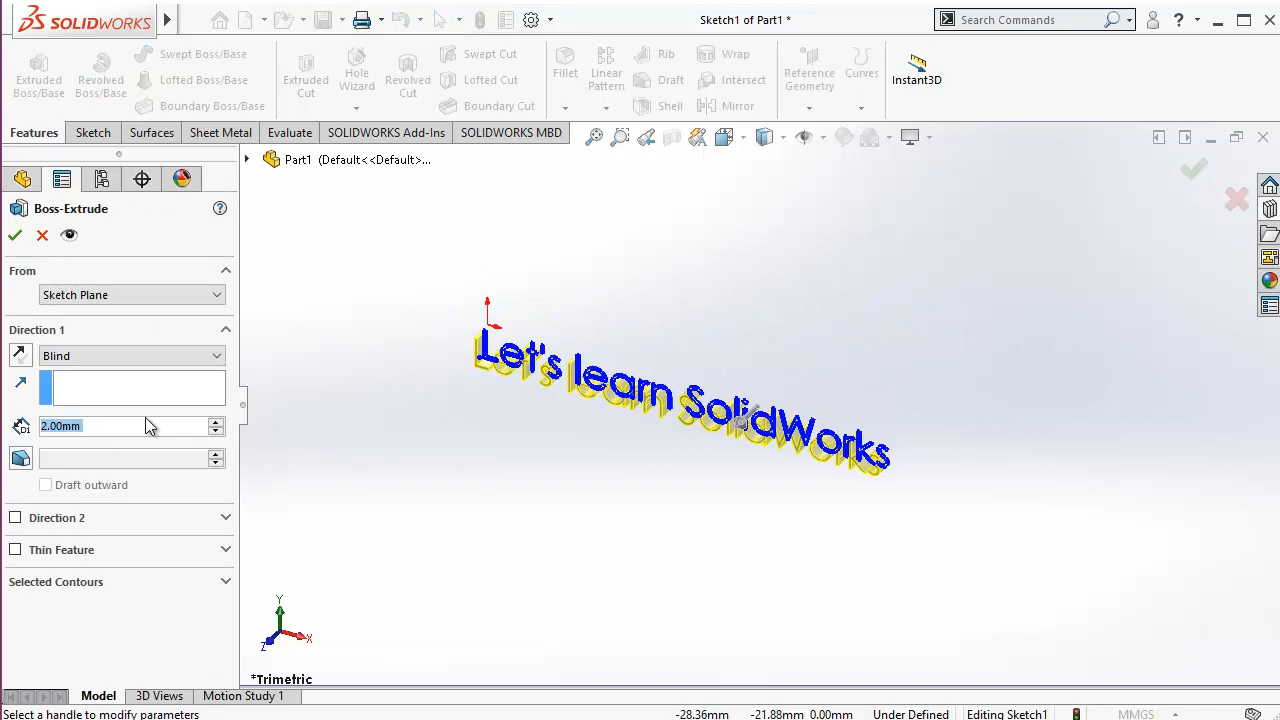 SOLIDWORKS
Sketch1 of Part1 *
Search Commands
?
Extruded Boss/Base
Revolved Boss/Base
Swept Boss/Base
Lofted Boss/Base
Boundary Boss/Base
Extruded Cut
Hole Wizard
Revolved Cut
Swept Cut
Lofted Cut
Boundary Cut
Fillet
Linear Pattern
Rib
Draft
Shell
Wrap
Intersect
Mirror
Reference Geometry
Curves
Instant3D
Features Sketch Surfaces Sheet Metal Evaluate SOLIDWORKS Add-Ins SOLIDWORKS MBD
Part1 (Default<<Default>...
Boss-Extrude
?
From
Sketch Plane
Direction 1
Blind
D1
2.00mm
Draft outward
Direction 2
Thin Feature
Selected Contours
Let's learn SolidWorks
Y
X
Z
*Trimetric
Model 3D Views Motion Study 1
Select a handle to modify parameters -28.36mm -21.88mm 0.00mm Under Defined Editing Sketch1 MMGS